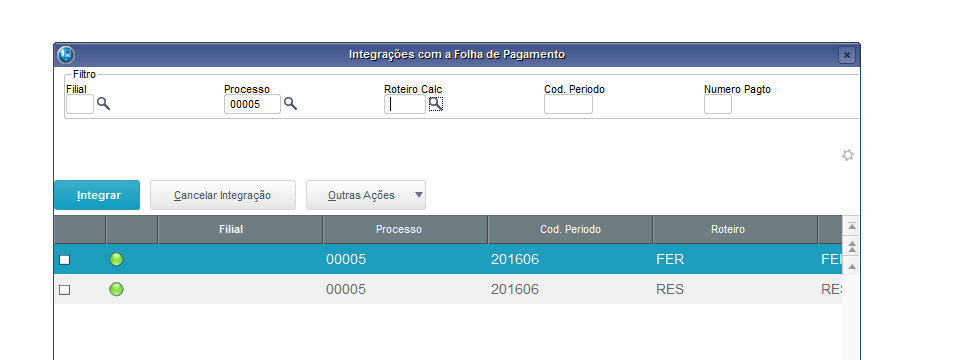 Integrações com a Folha de Pagamento
Filtro
Filial Processo Roteiro Calc Cod. Periodo Numero Pagto
00005
Integrar Cancelar Integração Outras Ações
Filial Processo Cod. Periodo Roteiro
00005 201606 FER FE
00005 201606 RES RE